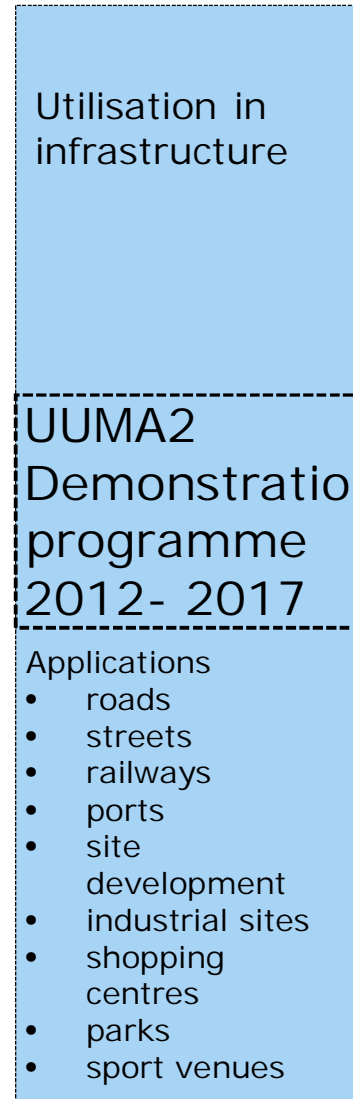 Utilisation in
infrastructure
UUMA2
Demonstratio
programme
2012- 2017
Applications
• roads
• streets
• railways
• ports
• site
development
• industrial sites
• shopping
centres
• parks
• sport venues